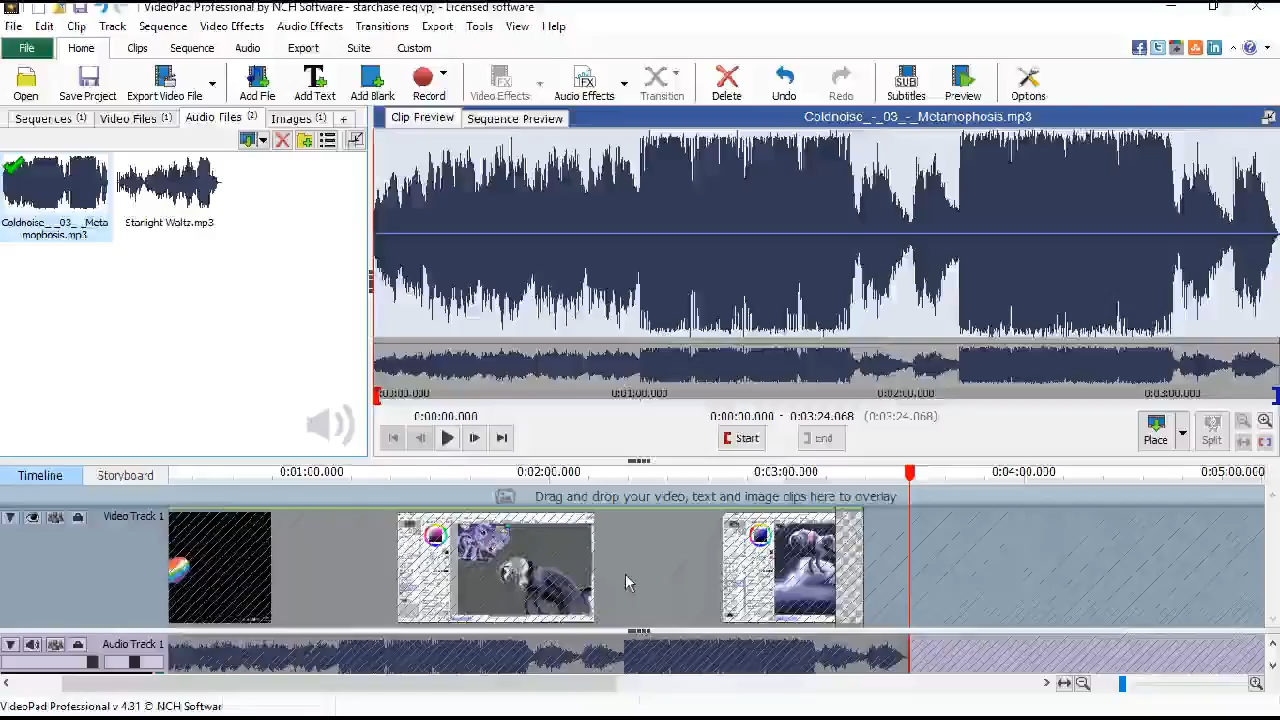 VideoPad Professional by NCH Software - starchase req vp, - Licensed software
File Edit Clip Track Sequence Video Effects Audio Effects Transitions Export Tools View Help
File Home Clips Sequence Audio Export Suite Custom
Open Save Project Export Video File Add File Add Text Add Blank Record Video Effects Audio Effects Transition Delete Undo Redo Subtitles Preview Options
Sequences (1) Video Files (1) Audio Files (2) Images (1) +
Clip Preview Sequence Preview Coldnoise_-_03_-_Metamophosis.mp3
Coldnoise_-_03_-_Meta
mophosis.mp3
Starlight Waltz.mp3
0:00:00.000 0:01:00.000 0:02:00.000 0:03:00.000
0:00:00.000 0:00:00.000 - 0:03:24.068 (0:03:24.068)
Start End Place Split
Timeline Storyboard 0:01:00.000 0:02:00.000 0:03:00.000 0:04:00.000 0:05:00.000
Drag and drop your video, text and image clips here to overlay
Video Track 1
Audio Track 1
VideoPad Professional v 4.31 © NCH Software